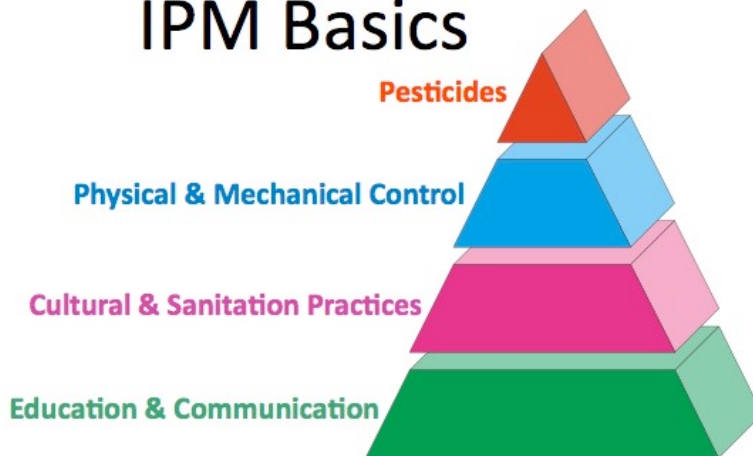 IPM Basics
Pesticides
Physical & Mechanical Control
Cultural & Sanitation Practices
Education & Communication